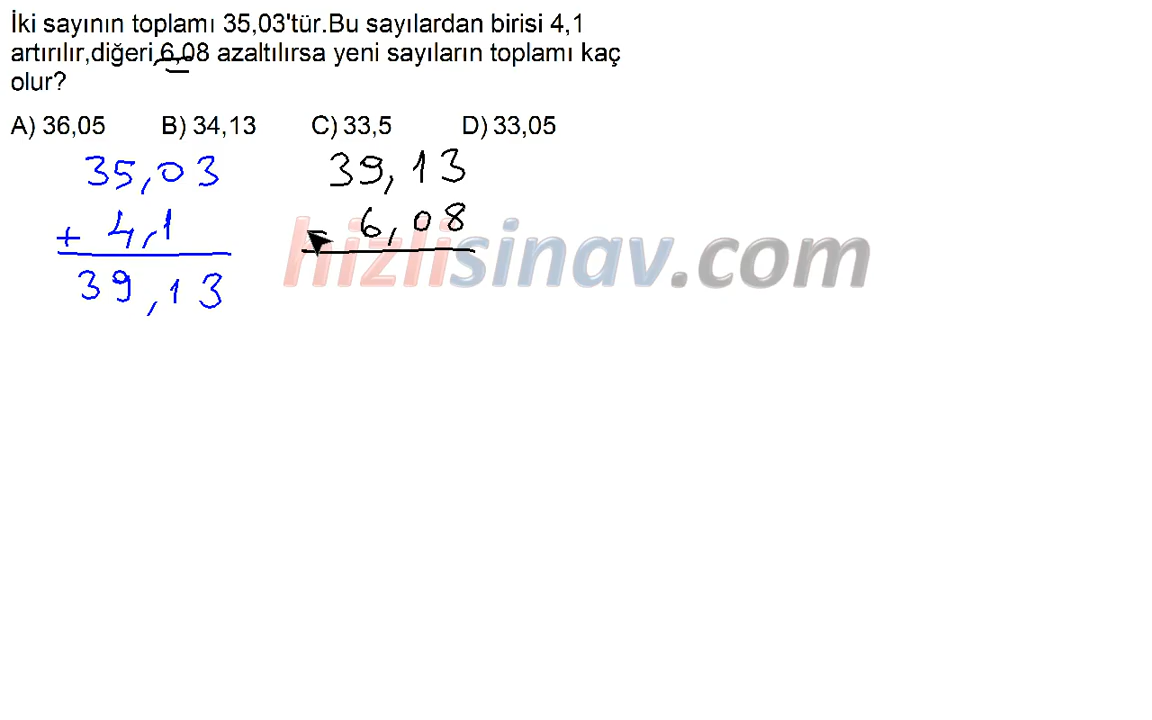 İki sayının toplamı 35,03'tür.Bu sayılardan birisi 4,1
artırılır,diğeri,6,08 azaltılırsa yeni sayıların toplamı kaç
olur?
A) 36,05 B) 34,13 C) 33,5 D) 33,05
35,03 39,13
+ 4,1 - 6,08
39,13
hizlisinav.com